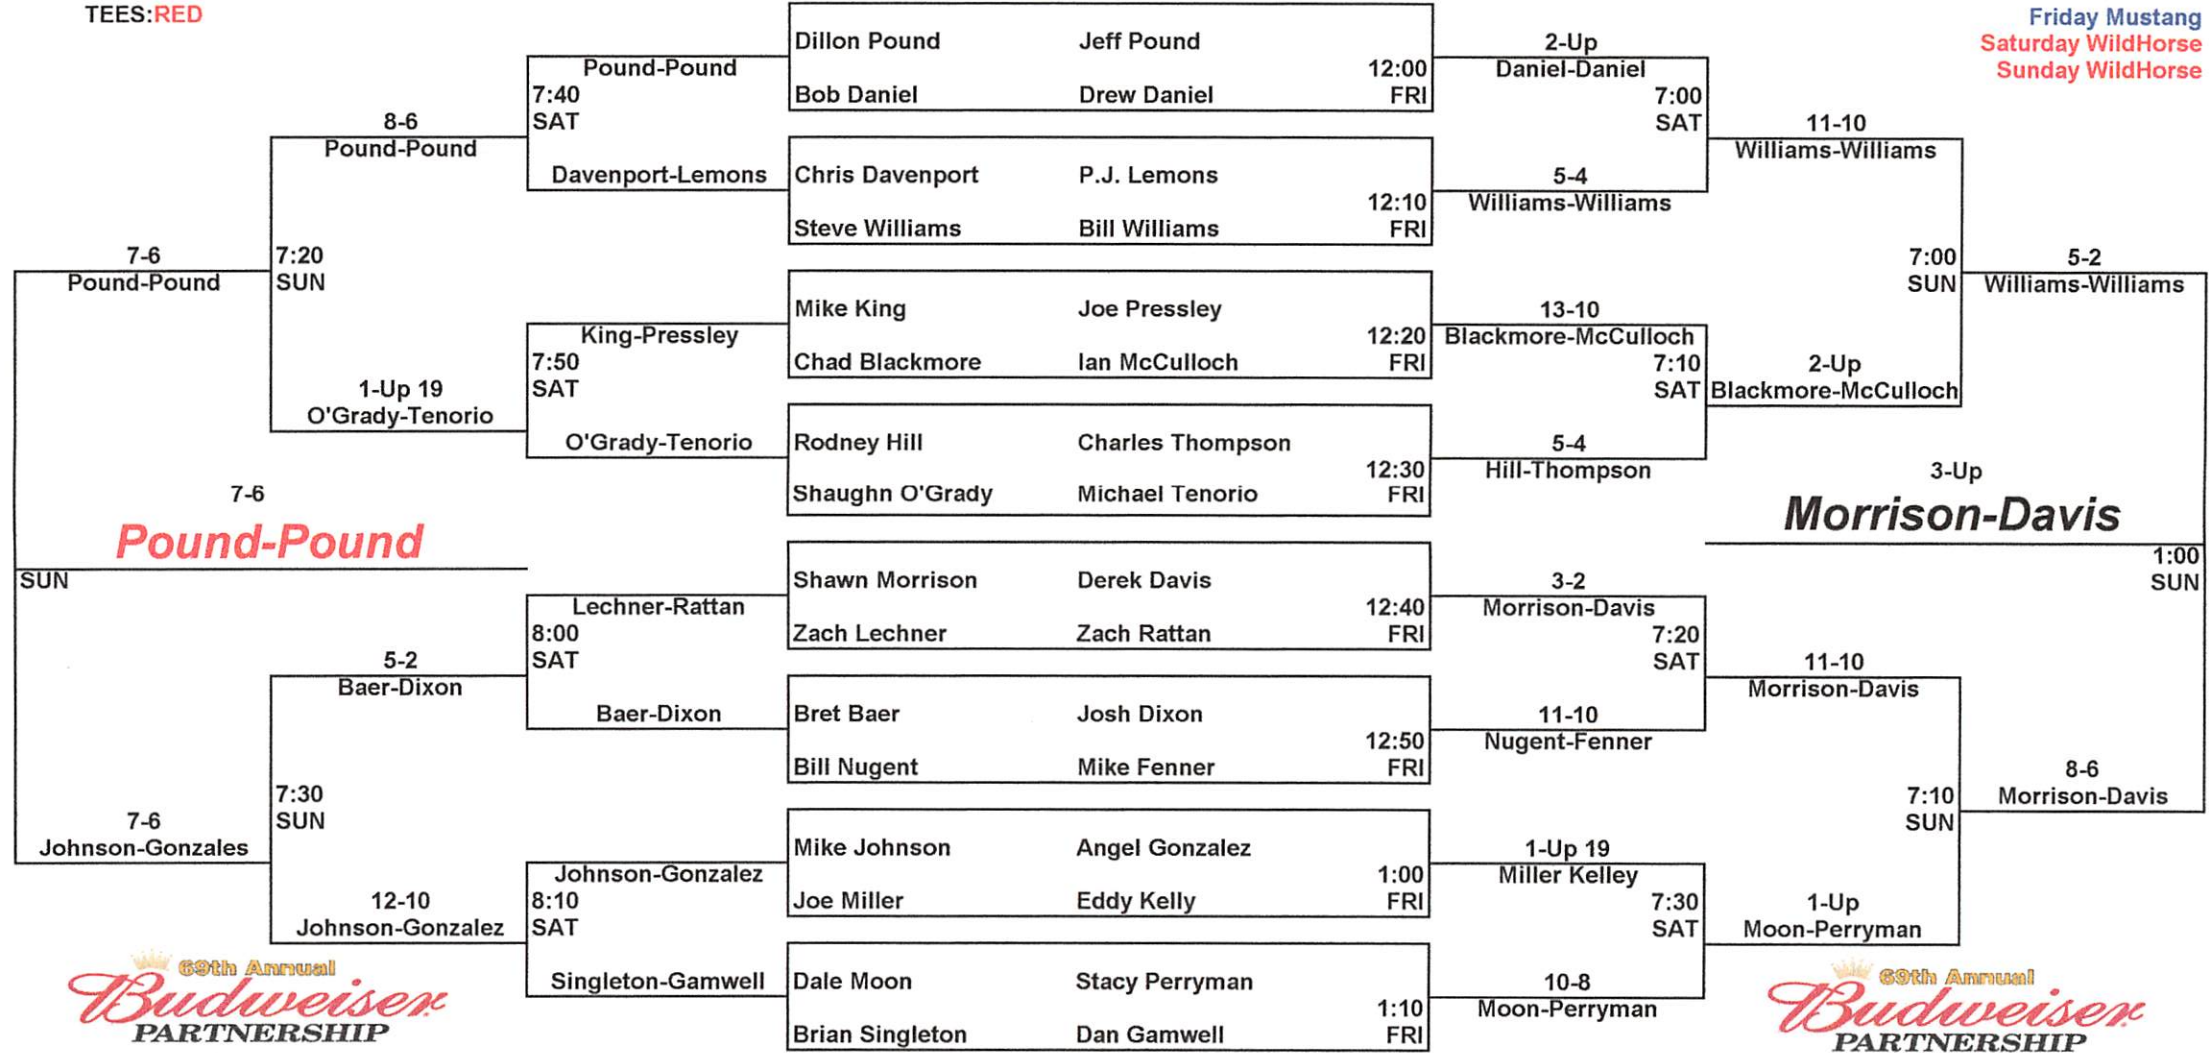 TEES:RED
Friday Mustang
Saturday WildHorse
Sunday WildHorse
7-6
Pound-Pound
7-6
Pound-Pound
SUN
7-6
Johnson-Gonzales
8-6
Pound-Pound
7:20
SUN
1-Up 19
O'Grady-Tenorio
5-2
Baer-Dixon
7:30
SUN
12-10
Johnson-Gonzalez
Pound-Pound
7:40
SAT
Davenport-Lemons
King-Pressley
7:50
SAT
O'Grady-Tenorio
Lechner-Rattan
8:00
SAT
Baer-Dixon
Johnson-Gonzalez
8:10
SAT
Singleton-Gamwell
Dillon Pound Jeff Pound
12:00
Bob Daniel Drew Daniel FRI
Chris Davenport P.J. Lemons
12:10
Steve Williams Bill Williams FRI
Mike King Joe Pressley
12:20
Chad Blackmore Ian McCulloch FRI
Rodney Hill Charles Thompson
12:30
Shaughn O'Grady Michael Tenorio FRI
Shawn Morrison Derek Davis
12:40
Zach Lechner Zach Rattan FRI
Bret Baer Josh Dixon
12:50
Bill Nugent Mike Fenner FRI
Mike Johnson Angel Gonzalez
1:00
Joe Miller Eddy Kelly FRI
Dale Moon Stacy Perryman
1:10
Brian Singleton Dan Gamwell FRI
2-Up
Daniel-Daniel
7:00
SAT
5-4
Williams-Williams
13-10
Blackmore-McCulloch
7:10
SAT
5-4
Hill-Thompson
3-2
Morrison-Davis
7:20
SAT
11-10
Nugent-Fenner
1-Up 19
Miller Kelley
7:30
SAT
10-8
Moon-Perryman
11-10
Williams-Williams
7:00
SUN
2-Up
Blackmore-McCulloch
11-10
Morrison-Davis
7:10
SUN
1-Up
Moon-Perryman
5-2
Williams-Williams
3-Up
Morrison-Davis
1:00
SUN
8-6
Morrison-Davis
69th Annual
Budweiser
PARTNERSHIP
69th Annual
Budweiser
PARTNERSHIP